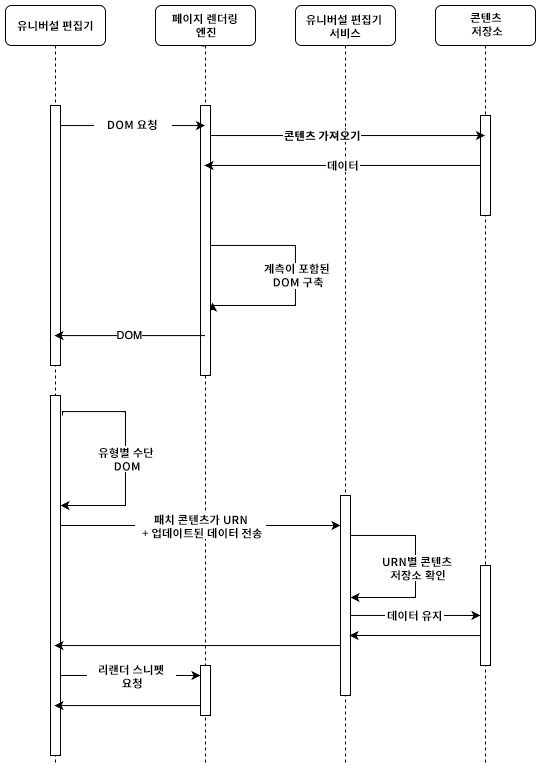 유니버설 편집기
페이지 렌더링
엔진
유니버설 편집기
서비스
콘텐츠
저장소
DOM 요청
콘텐츠 가져오기
데이터
계측이 포함된
DOM 구축
DOM
유형별 수단
DOM
패치 콘텐츠가 URN
+ 업데이트된 데이터 전송
URN별 콘텐츠
저장소 확인
데이터 유지
리랜더 스니펫
요청